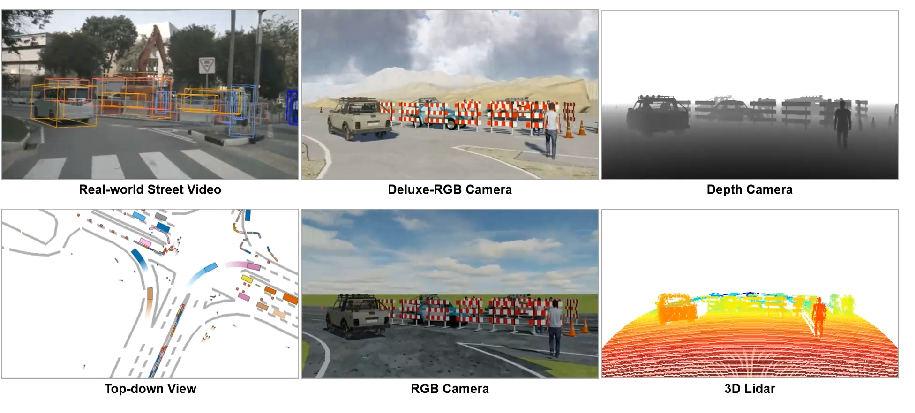 Real-world Street Video
Deluxe-RGB Camera
Depth Camera
Top-down View
RGB Camera
3D Lidar